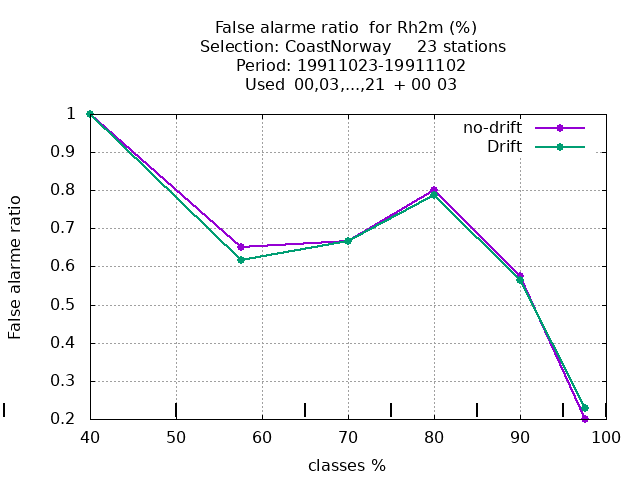 False alarme ratio  for Rh2m (%)
Selection: CoastNorway     23 stations
Period: 19911023-19911102
Used  00,03,...,21  + 00 03
no-drift
Drift
1
0.9
0.8
0.7
0.6
0.5
0.4
0.3
0.2
False alarme ratio
40 50 60 70 80 90 100
classes %